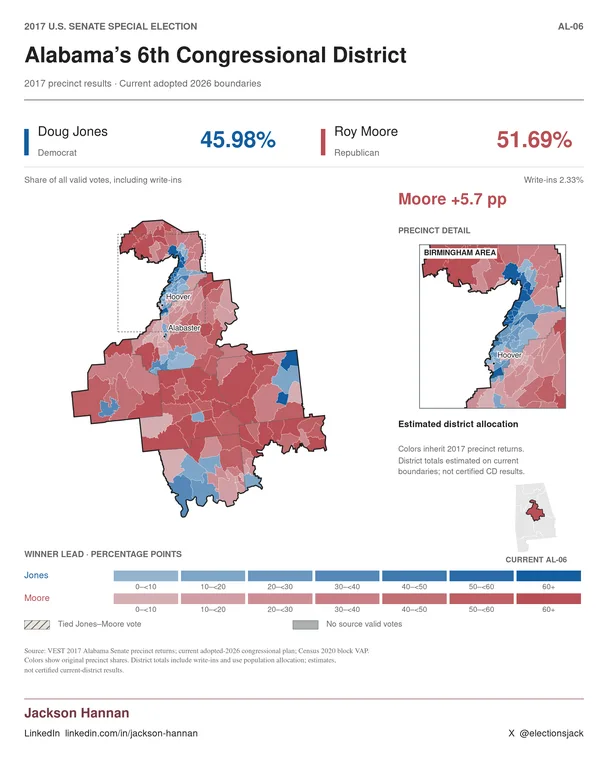 2017 U.S. SENATE SPECIAL ELECTION
AL-06
Alabama’s 6th Congressional District
2017 precinct results · Current adopted 2026 boundaries
Doug Jones
Democrat
45.98%
Roy Moore
Republican
51.69%
Share of all valid votes, including write-ins
Write-ins 2.33%
Moore +5.7 pp
PRECINCT DETAIL
BIRMINGHAM AREA
Hoover
Hoover
Alabaster
Estimated district allocation
Colors inherit 2017 precinct returns.
District totals estimated on current
boundaries; not certified CD results.
CURRENT AL-06
WINNER LEAD · PERCENTAGE POINTS
Jones
0–<10 10–<20 20–<30 30–<40 40–<50 50–<60 60+
Moore
0–<10 10–<20 20–<30 30–<40 40–<50 50–<60 60+
Tied Jones–Moore vote
No source valid votes
Source: VEST 2017 Alabama Senate precinct returns; current adopted-2026 congressional plan; Census 2020 block VAP.
Colors show original precinct shares. District totals include write-ins and use population allocation; estimates,
not certified current-district results.
Jackson Hannan
LinkedIn linkedin.com/in/jackson-hannan
X @electionsjack